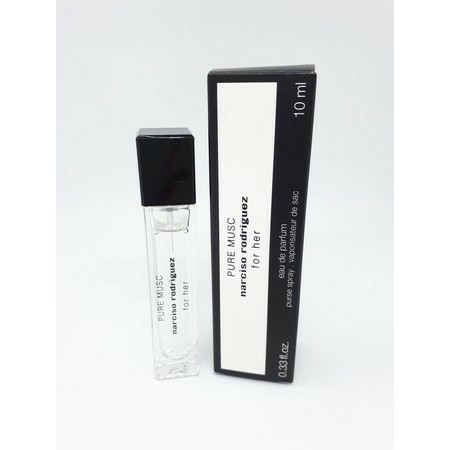 PURE MUSC
narciso rodriguez
for her
PURE MUSC
narciso rodriguez
for her
10 ml
eau de parfum
purse spray . vaporisateur de sac
0.33 fl.oz.